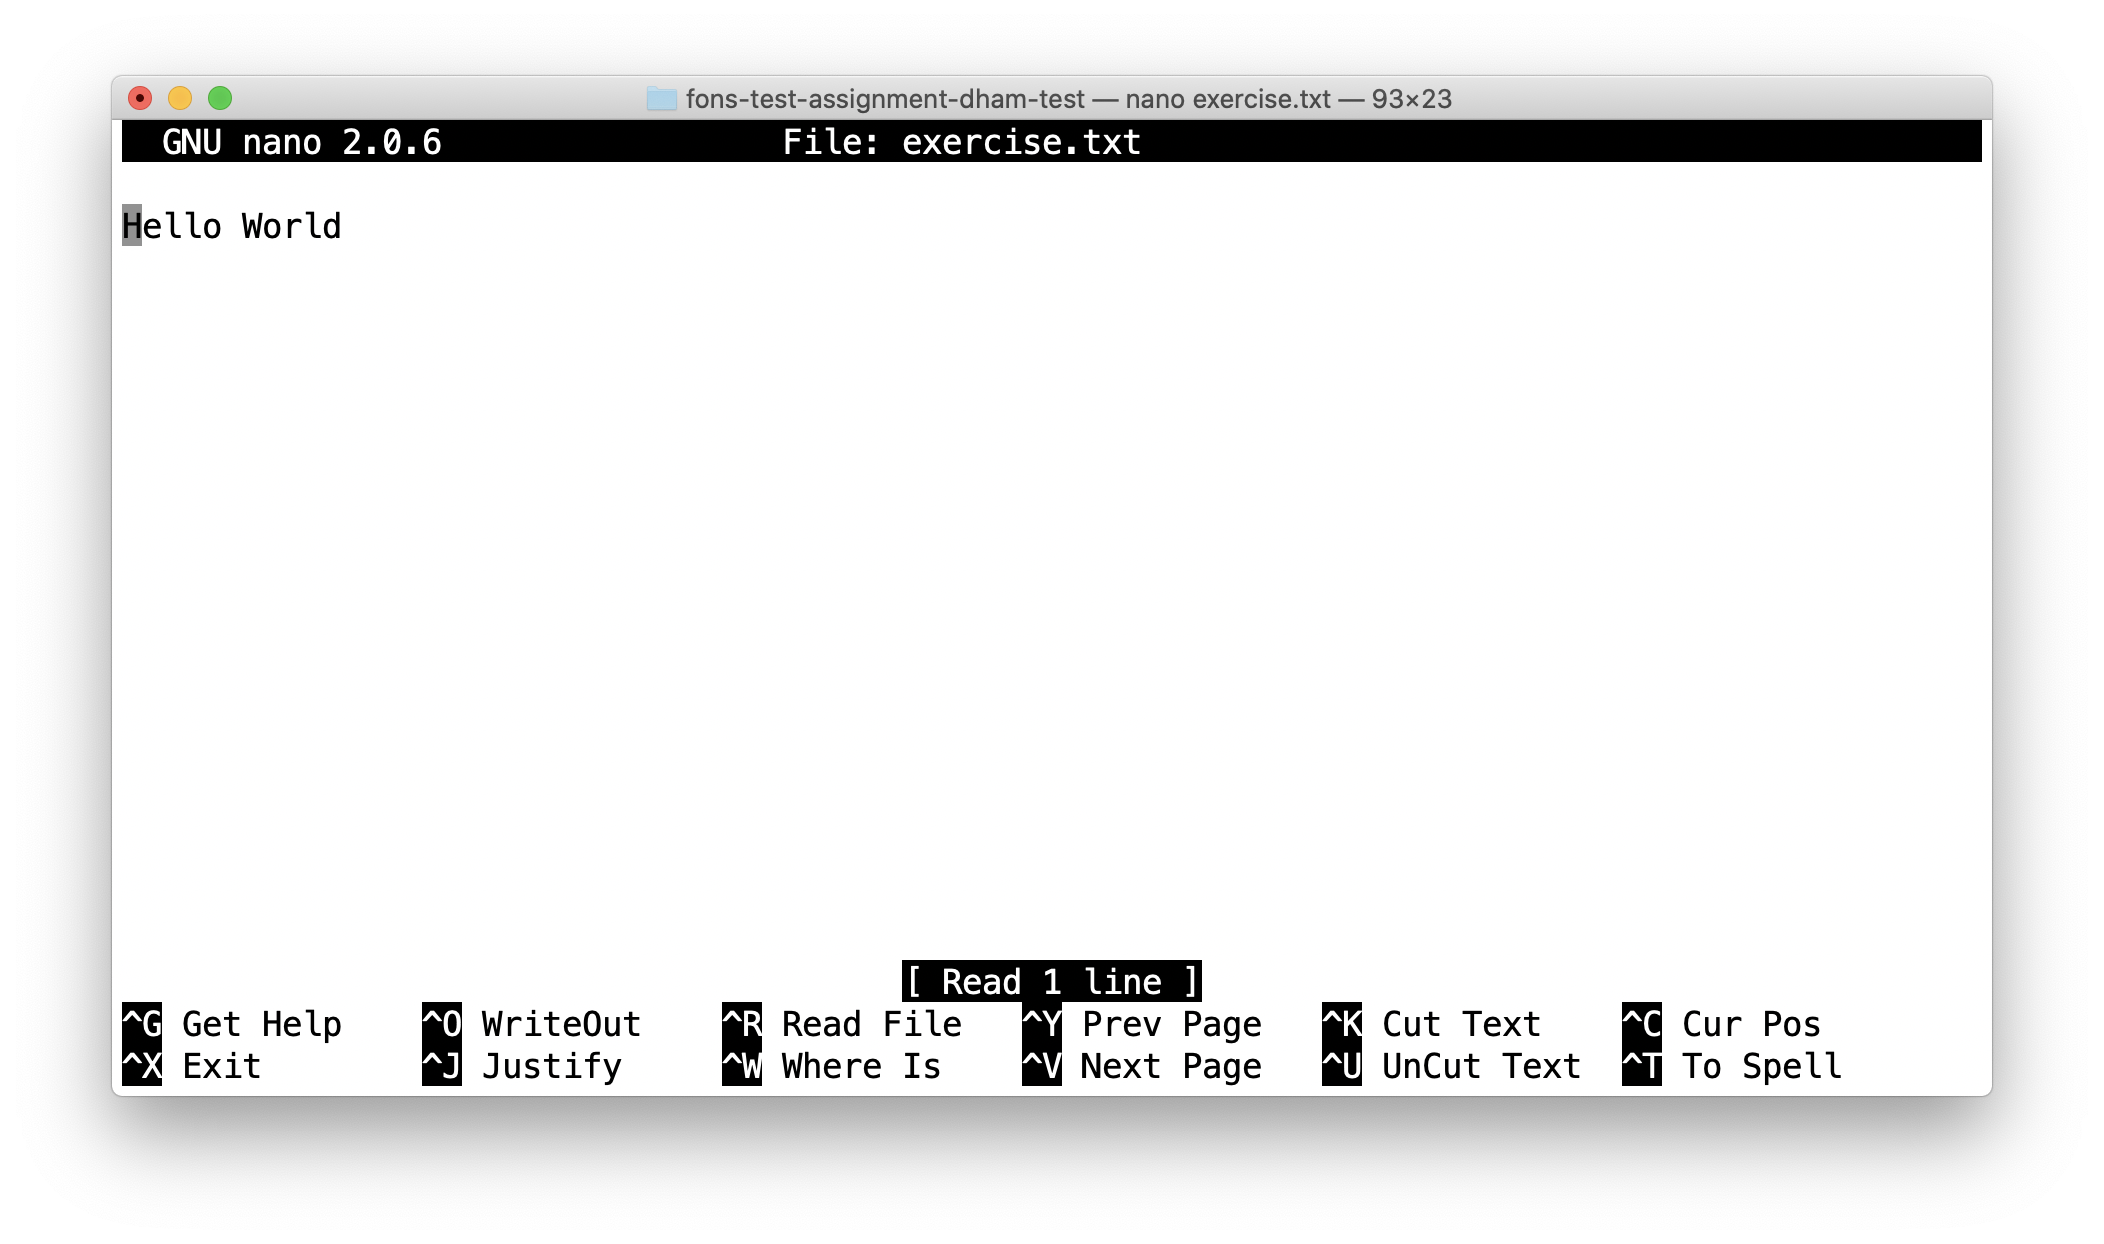 fons-test-assignment-dham-test — nano exercise.txt — 93×23
GNU nano 2.0.6 File: exercise.txt
Hello World
[ Read 1 line ]
^G Get Help ^O WriteOut ^R Read File ^Y Prev Page ^K Cut Text ^C Cur Pos
^X Exit ^J Justify ^W Where Is ^V Next Page ^U UnCut Text ^T To Spell